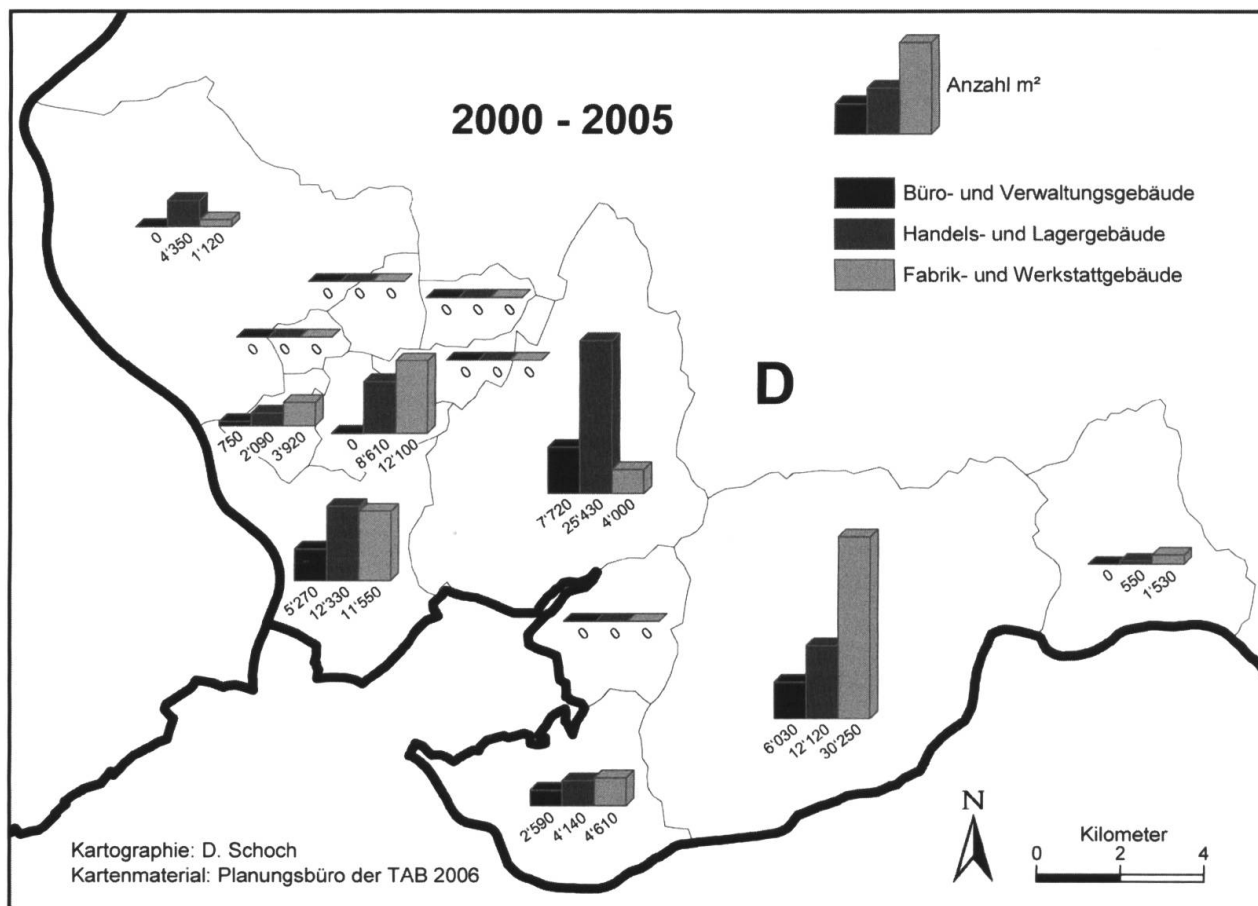 2000 - 2005
Anzahl m²
Büro- und Verwaltungsgebäude
Handels- und Lagergebäude
Fabrik- und Werkstattgebäude
0 4'350 1'120
0 0 0
0 0 0
0 0 0
0 0 0
D
750 2'090 3'920
0 8'610 12'100
7'720 25'430 4'000
5'270 12'330 11'550
0 550 1'530
0 0 0
6'030 12'120 30'250
2'590 4'140 4'610
N
Kilometer
0 2 4
Kartographie: D. Schoch
Kartenmaterial: Planungsbüro der TAB 2006